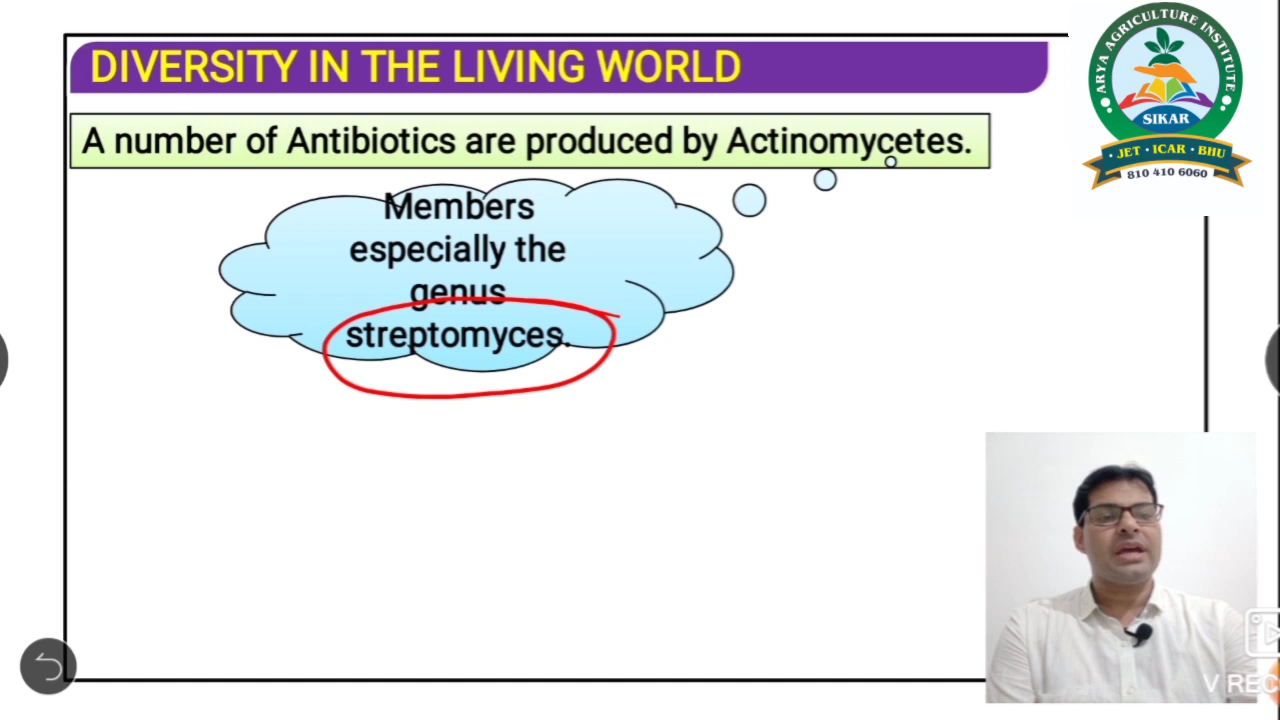 DIVERSITY IN THE LIVING WORLD
A number of Antibiotics are produced by Actinomycetes.
Members
especially the
genus
streptomyces.
ARYA AGRICULTURE INSTITUTE
SIKAR
· JET · ICAR · BHU ·
810 410 6060
V REC